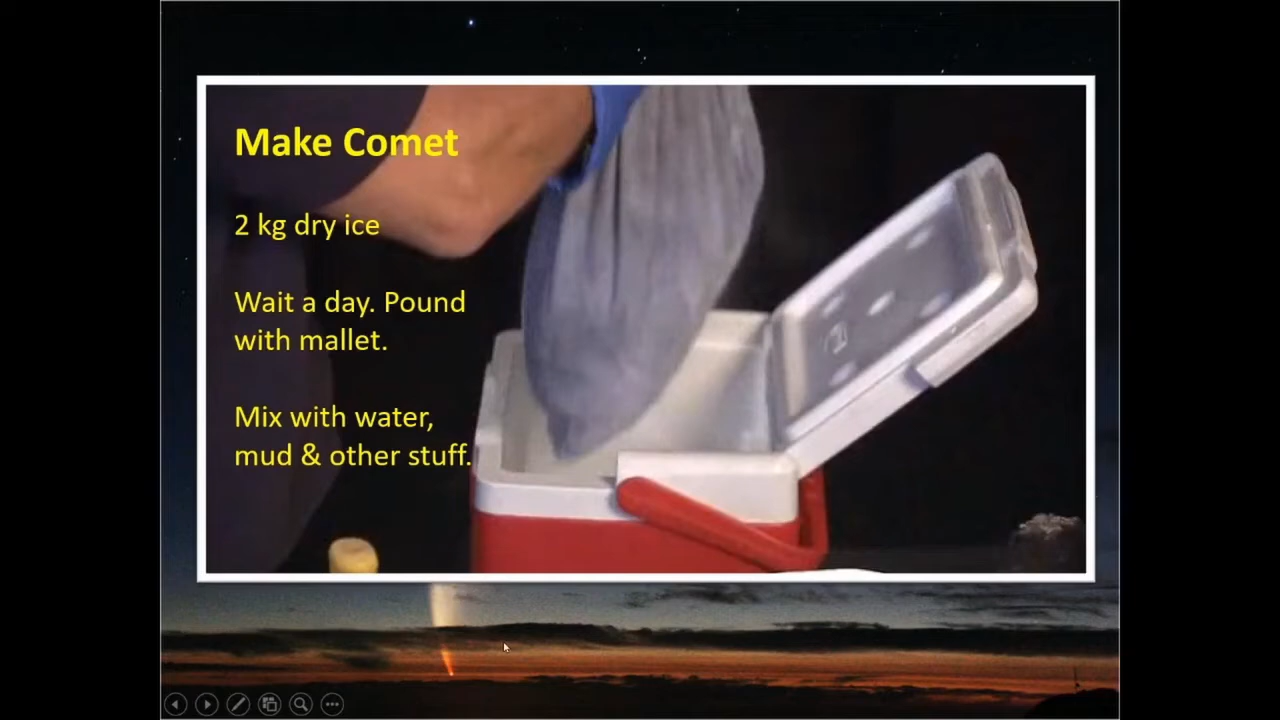 Make Comet
2 kg dry ice
Wait a day. Pound
with mallet.
Mix with water,
mud & other stuff.